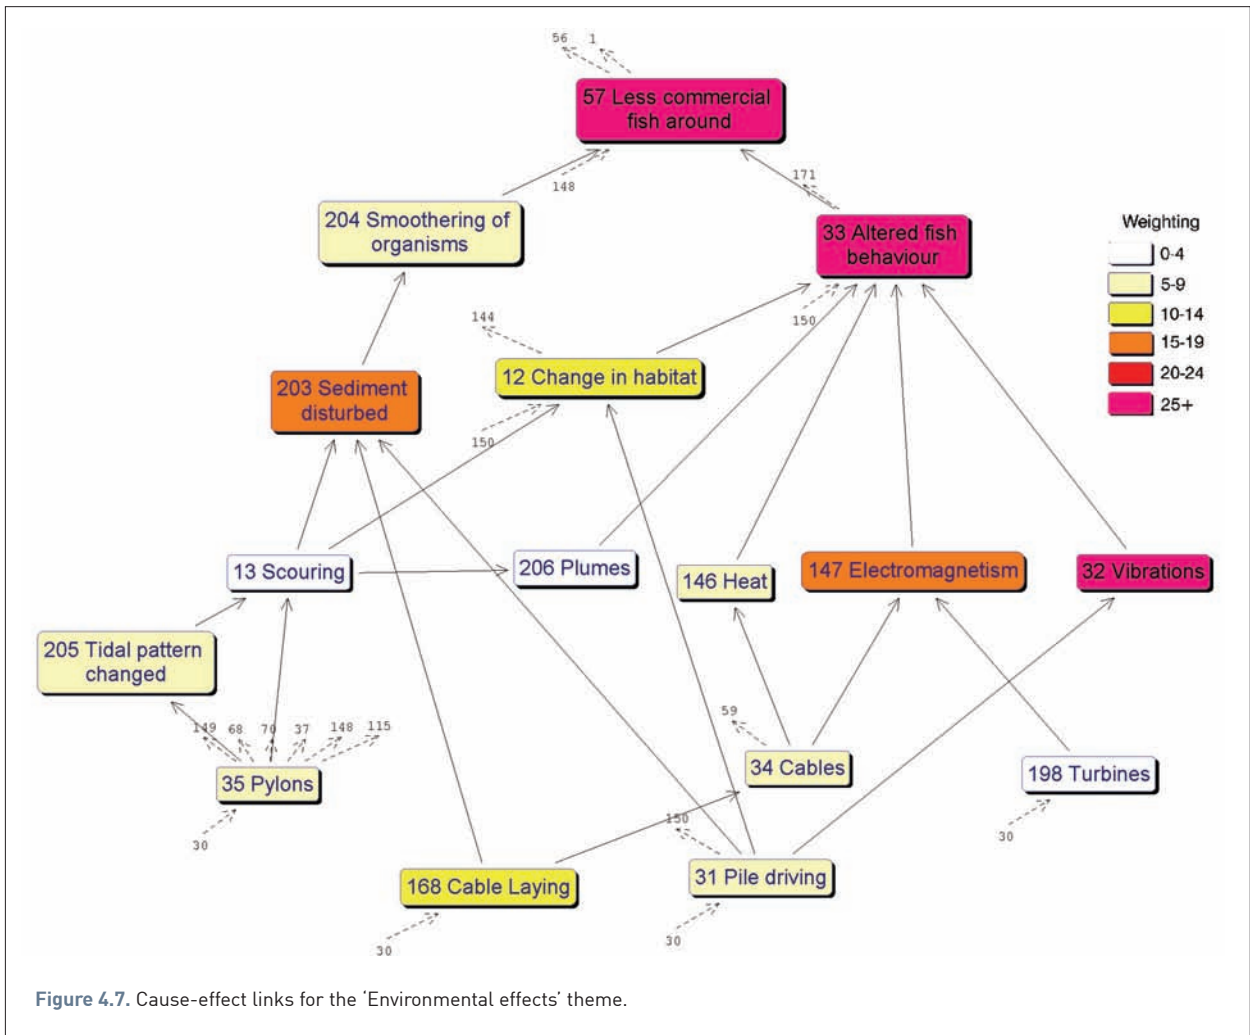 56 1
57 Less commercial
fish around
148
171
204 Smoothering of
organisms
33 Altered fish
behaviour
Weighting
0-4
5-9
10-14
15-19
20-24
25+
144
150
12 Change in habitat
203 Sediment
disturbed
150
13 Scouring
206 Plumes
146 Heat
147 Electromagnetism
32 Vibrations
205 Tidal pattern
changed
149 68 70 37 148 115
59
35 Pylons
34 Cables
198 Turbines
30
150
30
168 Cable Laying
31 Pile driving
30
30
Figure 4.7. Cause-effect links for the ‘Environmental effects’ theme.